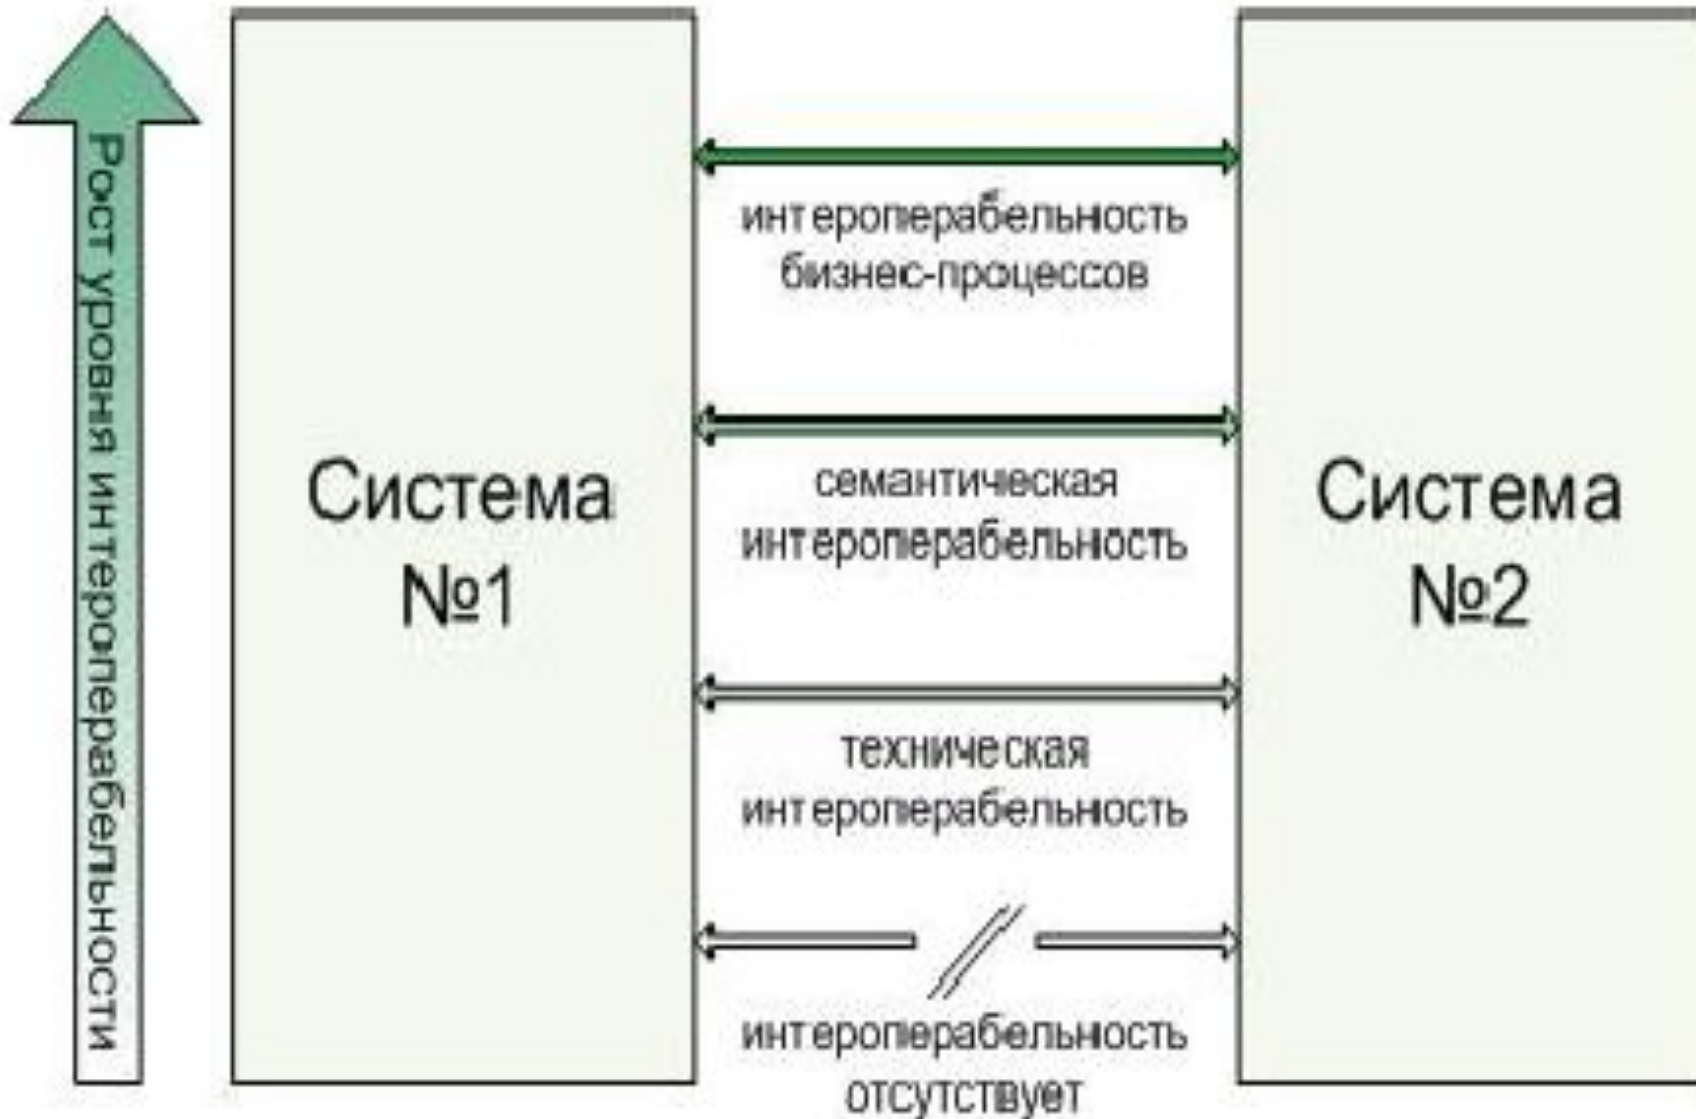 Рост уровня интероперабельности
Система
№1
интероперабельность
бизнес-процессов
семантическая
интероперабельность
техническая
интероперабельность
интероперабельность
отсутствует
Система
№2